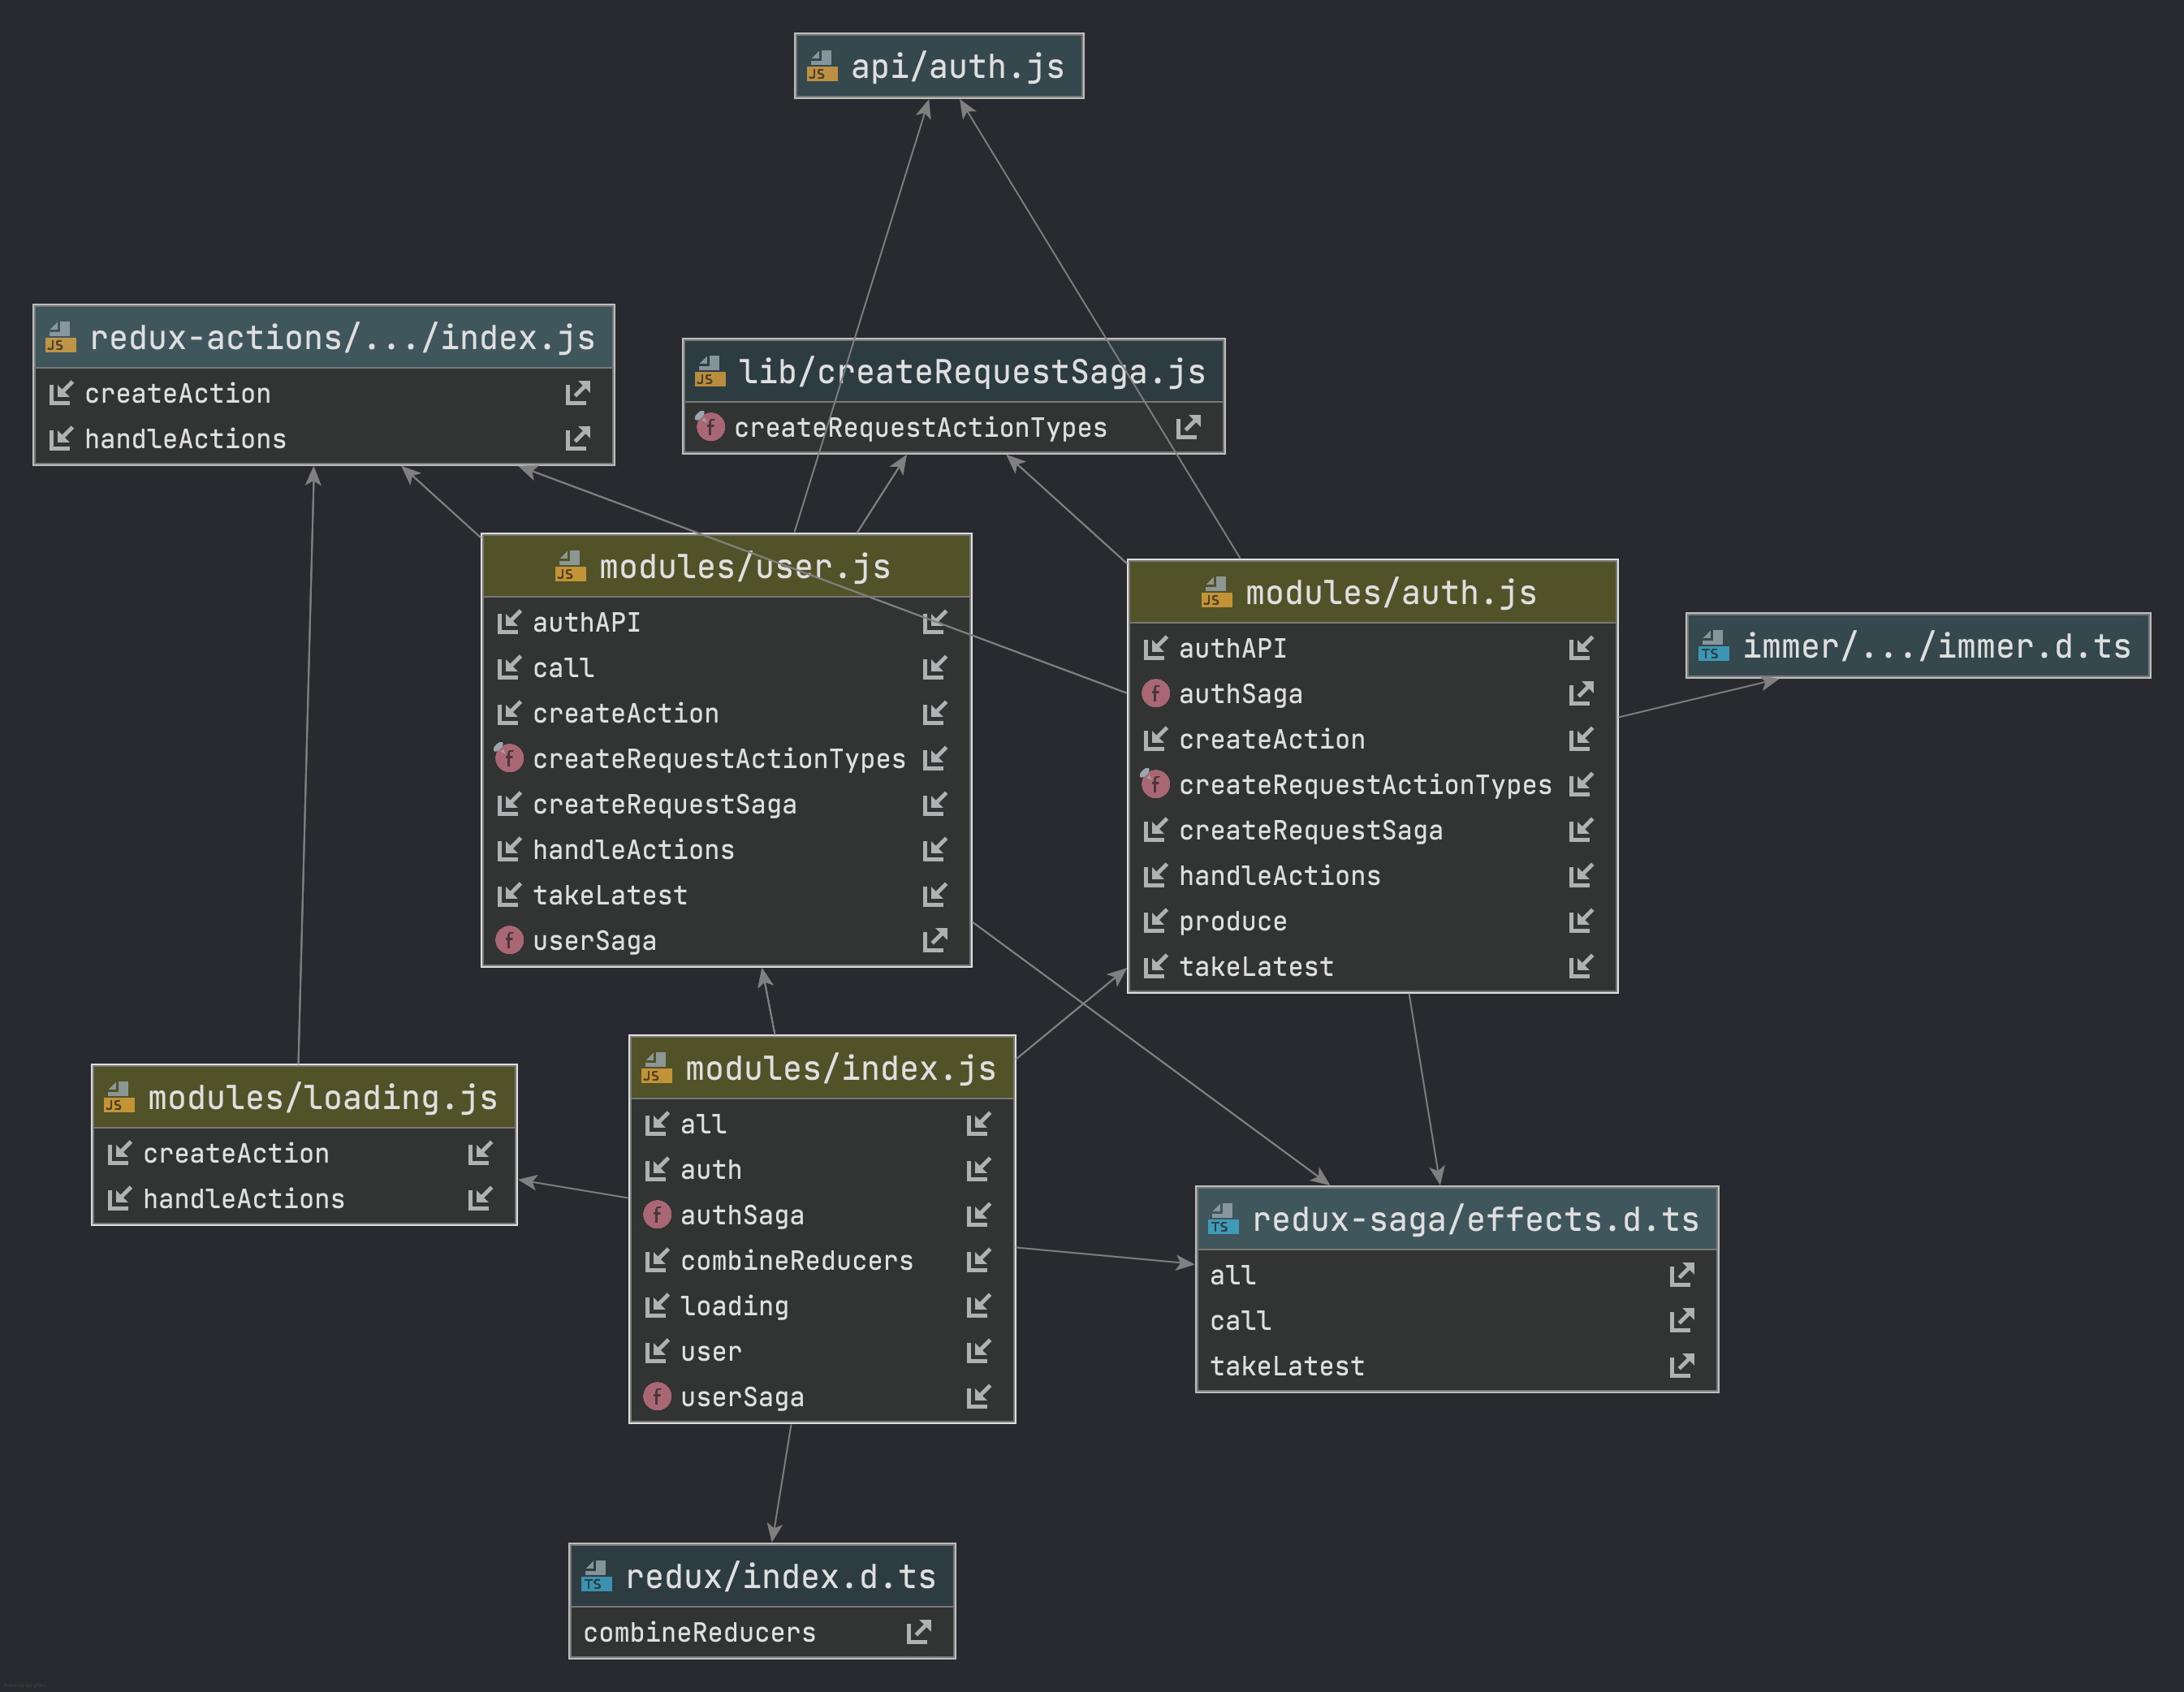 api/auth.js
redux-actions/.../index.js
createAction
handleActions
lib/createRequestSaga.js
createRequestActionTypes
modules/user.js
authAPI
call
createAction
createRequestActionTypes
createRequestSaga
handleActions
takeLatest
userSaga
modules/auth.js
authAPI
authSaga
createAction
createRequestActionTypes
createRequestSaga
handleActions
produce
takeLatest
immer/.../immer.d.ts
modules/loading.js
createAction
handleActions
modules/index.js
all
auth
authSaga
combineReducers
loading
user
userSaga
redux-saga/effects.d.ts
all
call
takeLatest
redux/index.d.ts
combineReducers